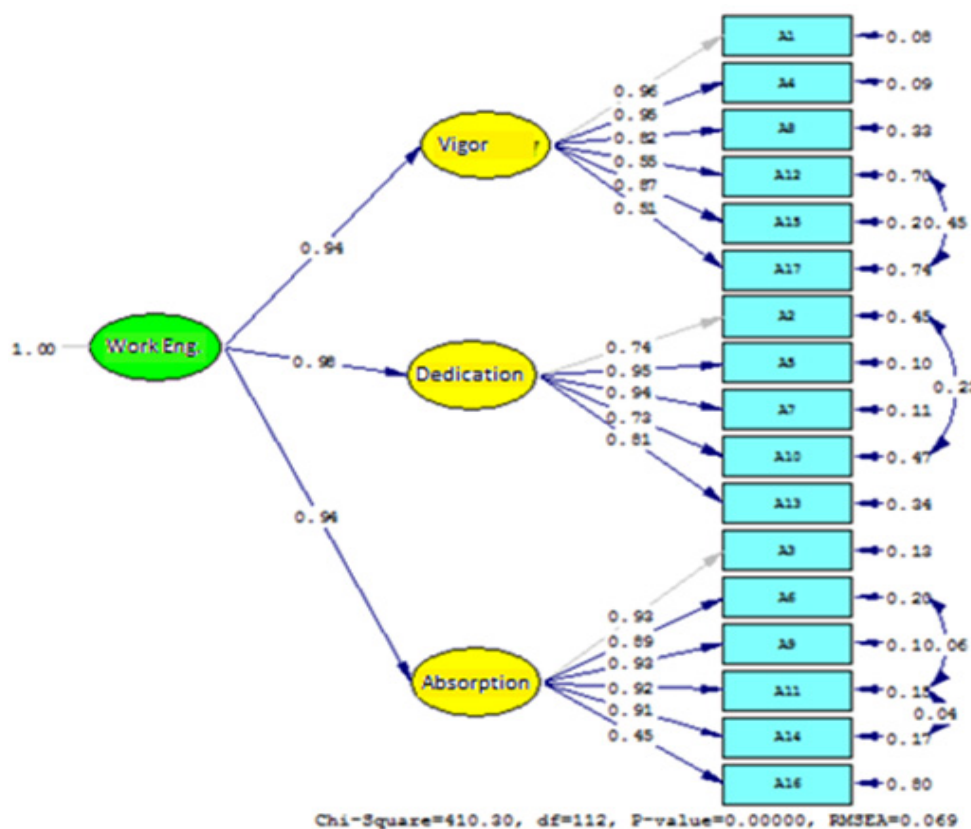 A1 0.08
0.96
A4 0.09
0.95
A8 0.33
0.82
Vigor
0.55
A12 0.70
0.87
A15 0.20 0.45
0.51
A17 0.74
0.94
A2 0.45
1.00 Work Eng.
0.74
0.98
Dedication
A5 0.10
0.95
0.94
A7 0.11
0.73
A10 0.47
0.81
A13 0.34
A3 0.13
0.94
0.93
A6 0.20
0.89
A9 0.10 0.06
0.93
Absorption
0.92
A11 0.15
0.91
0.04
A14 0.17
0.45
A16 0.80
Chi-Square=410.30, df=112, P-value=0.00000, RMSEA=0.069